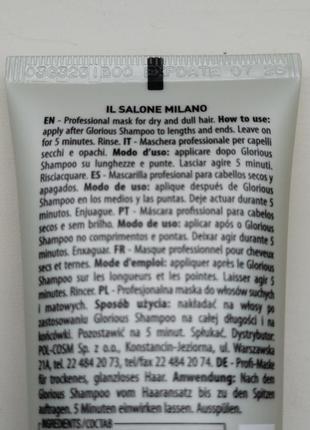 EXPDATE 07 26
IL SALONE MILANO
EN - Professional mask for dry and dull hair. How to use:
apply after Glorious Shampoo to lengths and ends. Leave on
for 5 minutes. Rinse. IT - Maschera professionale per capelli
secchi e opachi. Modo d'uso: applicare dopo Glorious
Shampoo su lunghezze e punte. Lasciar agire 5 minuti.
Risciacquare. ES - Mascarilla profesional para cabellos secos y
apagados. Modo de uso: aplique después de Glorious
Shampoo en los medios y las puntas. Deje actuar durante 5
minutos. Enjuague. PT - Máscara profissional para cabelos
secos e sem brilho. Modo de uso: aplicar após o Glorious
Shampoo no comprimentos e pontas. Deixar agir durante 5
minutos. Enxaguar. FR - Masque professionnel pour cheveux
secs et ternes. Mode d'emploi: appliquer après le Glorious
Shampoo sur les longueurs et les pointes. Laisser agir 5
minutes. Rincer. PL - Profesjonalna maska do włosów suchych
i matowych. Sposób użycia: nakładać na włosy po
zastosowaniu Glorious Shampoo na całej długości i na
końcówki. Pozostawić na 5 minut. Spłukać. Dystrybutor:
POL-COSM Sp. z o.o., Konstancin-Jeziorna, ul. Warszawska
21A, tel. 22 484 20 73, tel/fax 22 484 20 74. DE - Profi-Maske
für trockenes, glanzloses Haar. Anwendung: Nach dem
Glorious Shampoo vom Haaransatz bis zu den Spitzen
auftragen. 5 Minuten einwirken lassen. Ausspülen.
INGREDIENTS/СОСТАВ